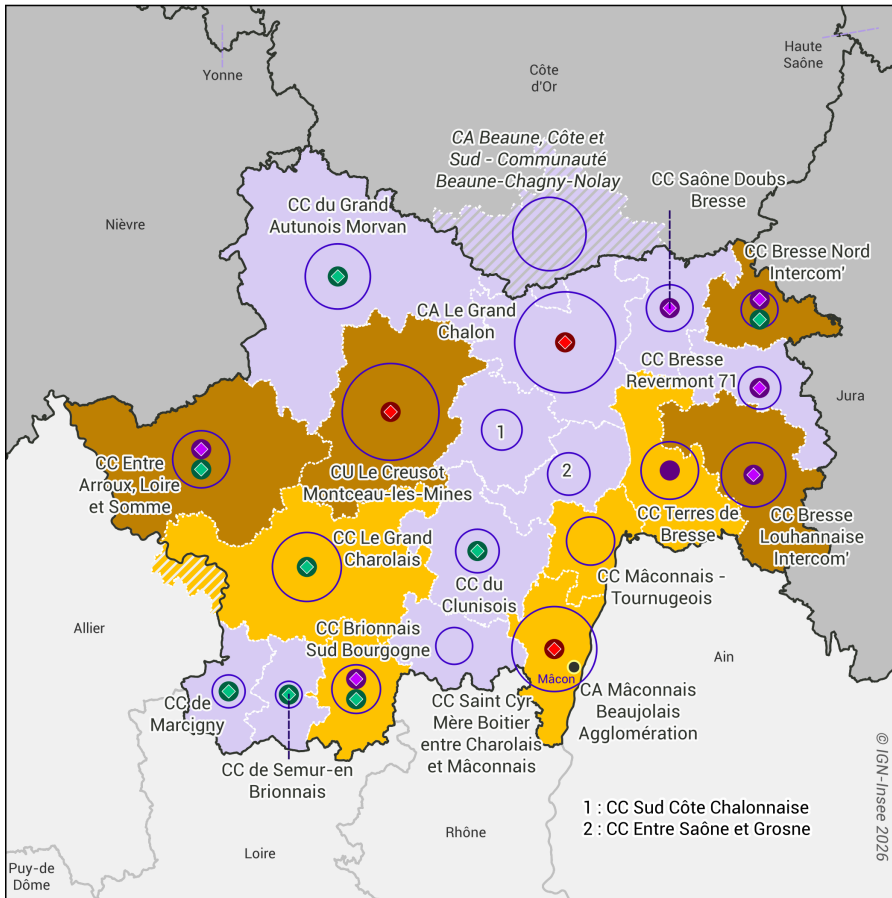 Yonne
Côte
d'Or
Haute
Saône
CA Beaune, Côte et
Sud - Communauté
Beaune-Chagny-Nolay
CC Saône Doubs
Bresse
CC du Grand
Autunois Morvan
Nièvre
CC Bresse Nord
Intercom'
CA Le Grand
Chalon
CC Bresse
Revermont 71
Jura
1
2
CC Entre
Arroux, Loire
et Somme
CU Le Creusot
Montceau-les-Mines
CC Terres de
Bresse
CC Bresse
Louhannaise
Intercom'
CC Le Grand
Charolais
CC du
Clunisois
CC Mâconnais -
Tournugeois
Allier
CC Brionnais
Sud Bourgogne
Ain
Mâcon
CC de
Marcigny
CC Saint Cyr
Mère Boitier
entre Charolais
et Mâconnais
CA Mâconnais
Beaujolais
Agglomération
CC de Semur-en
Brionnais
1 : CC Sud Côte Chalonnaise
2 : CC Entre Saône et Grosne
Rhône
Loire
Puy-de
Dôme
© IGN-Insee 2026